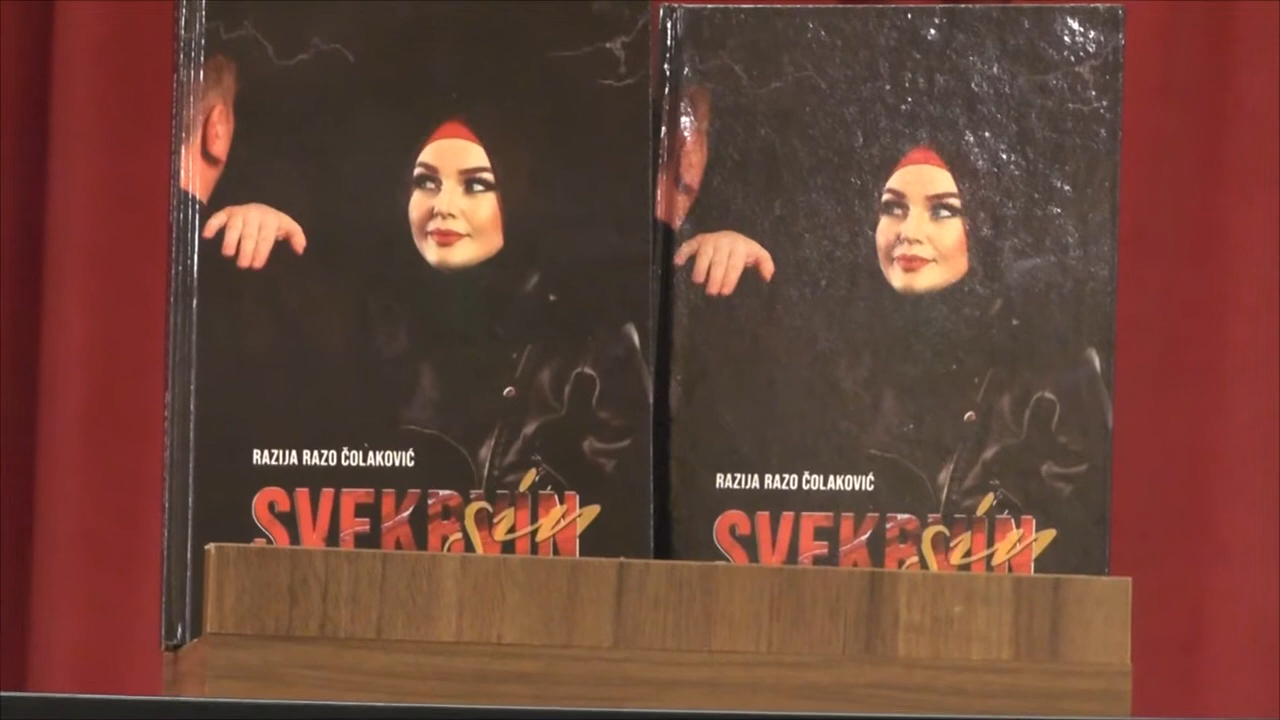 RAZIJA RAZO ČOLAKOVIĆ
SVEKRVIN
sin
RAZIJA RAZO ČOLAKOVIĆ
SVEKRVIN
sin